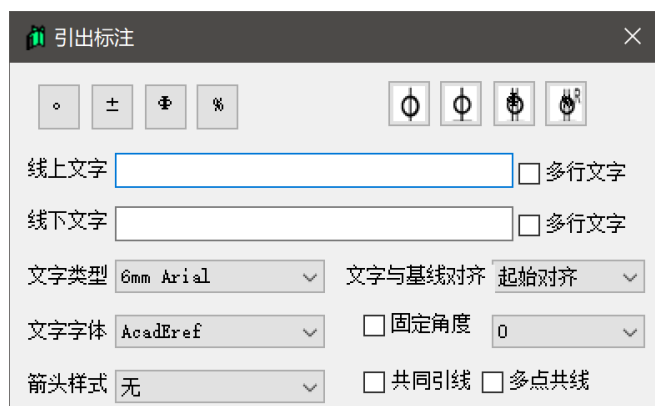 引出标注
° ± Φ %
线上文字 多行文字
线下文字 多行文字
文字类型 6mm Arial 文字与基线对齐 起始对齐
文字字体 AcadEref 固定角度 0
箭头样式 无 共同引线 多点共线